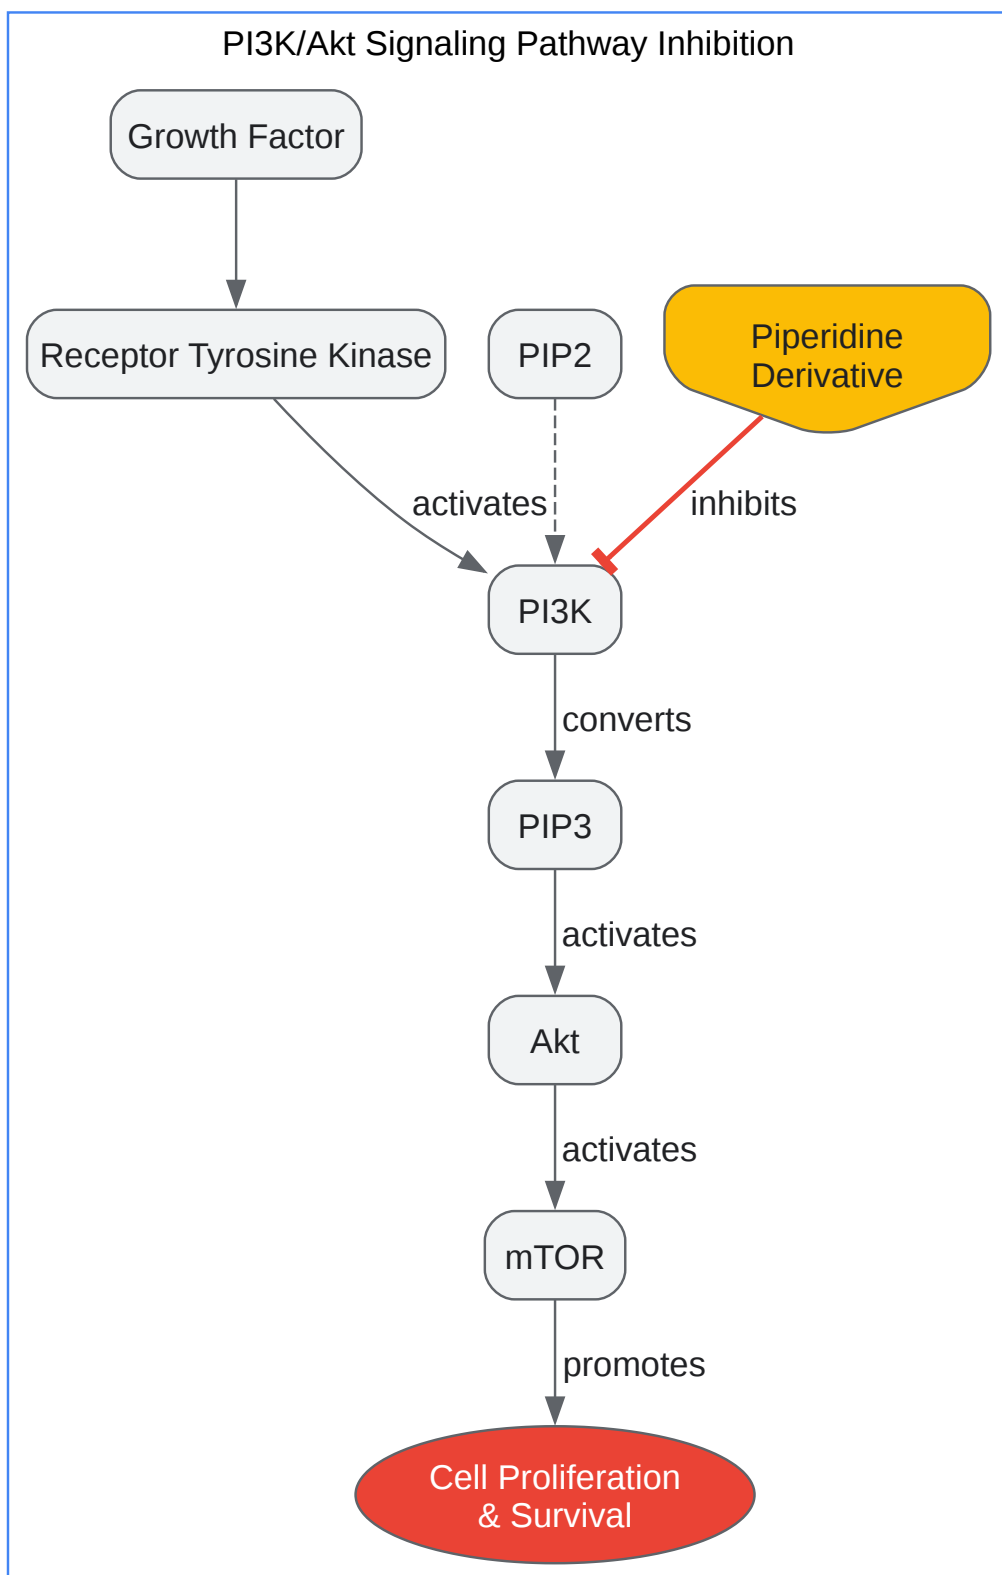 PI3K/Akt Signaling Pathway Inhibition
Growth Factor
Receptor Tyrosine Kinase
PIP2
Piperidine
Derivative
activates
inhibits
PI3K
converts
PIP3
activates
Akt
activates
mTOR
promotes
Cell Proliferation
& Survival